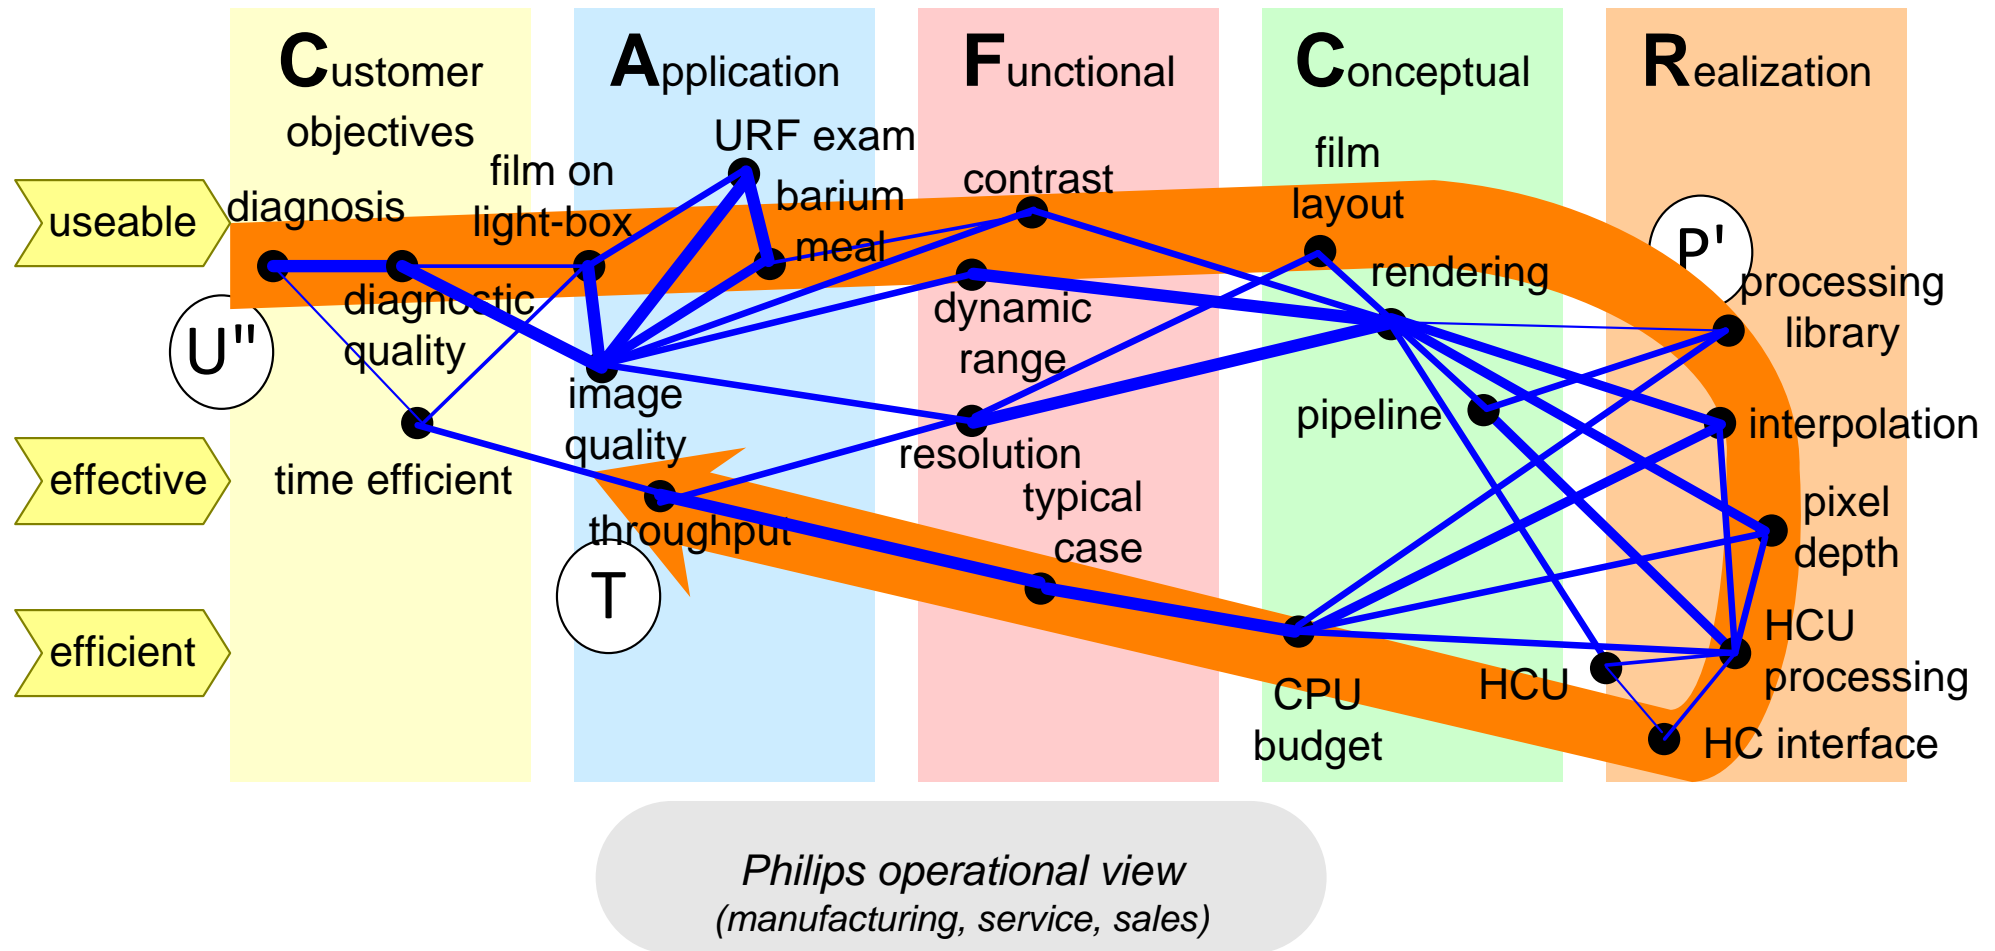 Customer
objectives
Application
Functional
Conceptual
Realization
useable
effective
efficient
diagnosis
film on
light-box
URF exam
barium
meal
contrast
film
layout
P'
U"
diagnostic
quality
dynamic
range
rendering
processing
library
image
quality
resolution
pipeline
interpolation
time efficient
throughput
typical
case
pixel
depth
T
CPU
budget
HCU
HCU
processing
HC interface
Philips operational view
(manufacturing, service, sales)